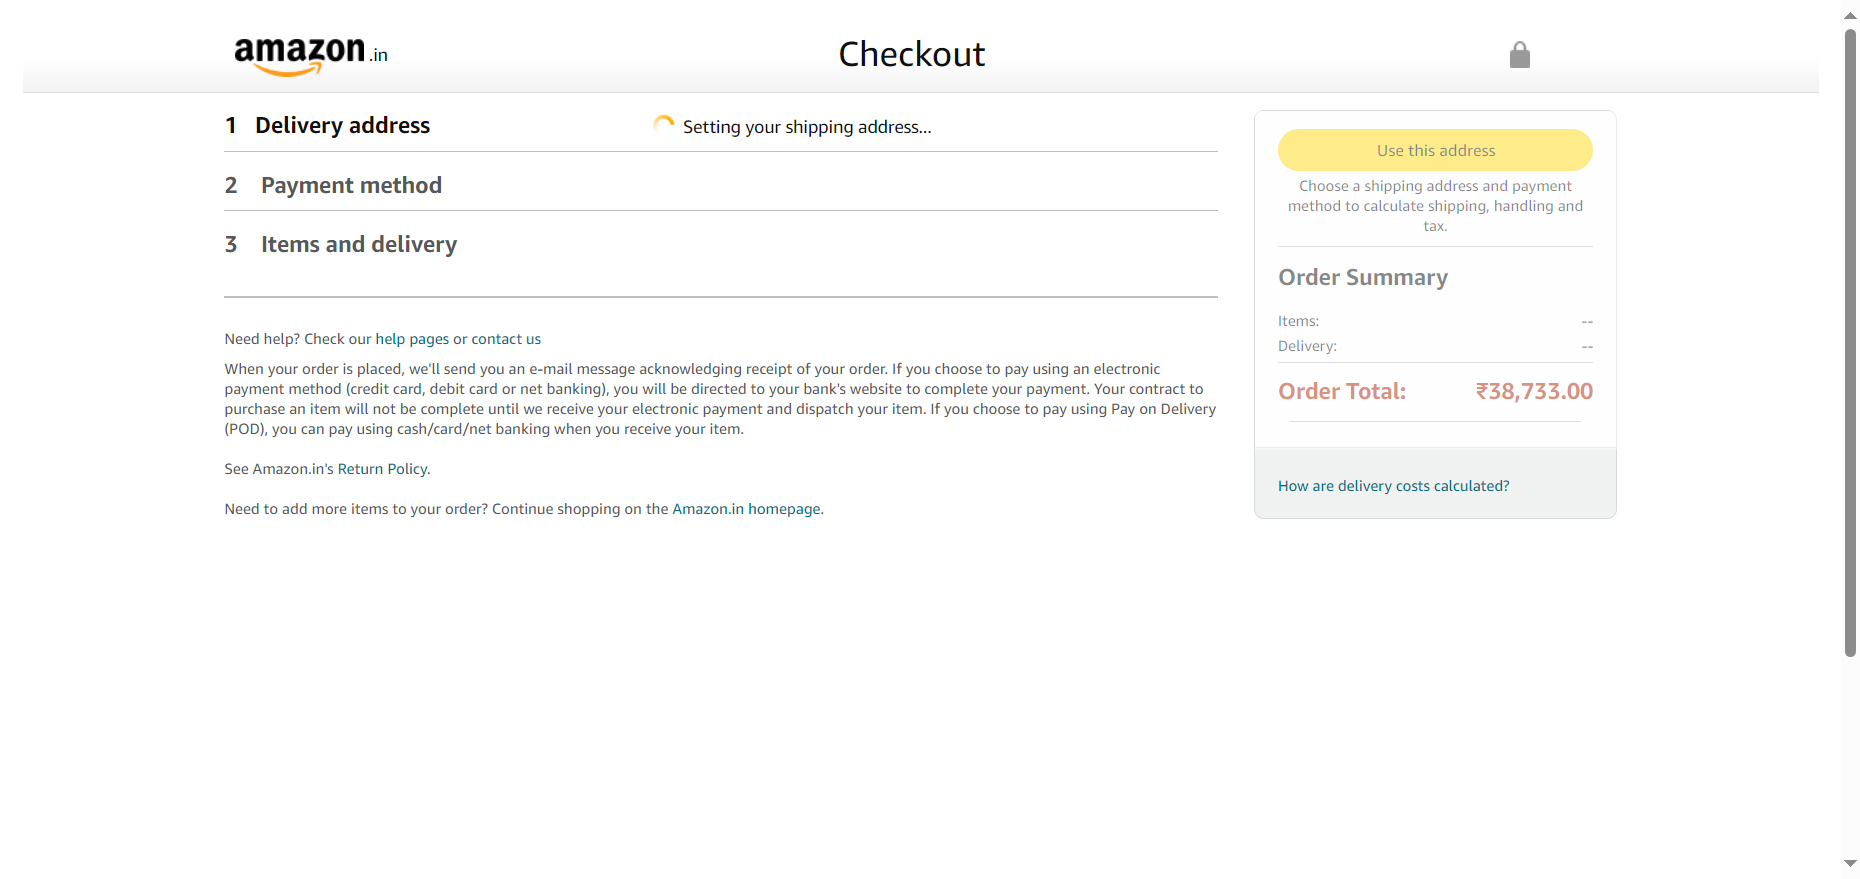 amazon.in
Checkout
1 Delivery address
Setting your shipping address...
2 Payment method
3 Items and delivery
Need help? Check our help pages or contact us
When your order is placed, we'll send you an e-mail message acknowledging receipt of your order. If you choose to pay using an electronic
payment method (credit card, debit card or net banking), you will be directed to your bank's website to complete your payment. Your contract to
purchase an item will not be complete until we receive your electronic payment and dispatch your item. If you choose to pay using Pay on Delivery
(POD), you can pay using cash/card/net banking when you receive your item.
See Amazon.in's Return Policy.
Need to add more items to your order? Continue shopping on the Amazon.in homepage.
Use this address
Choose a shipping address and payment
method to calculate shipping, handling and
tax.
Order Summary
Items: --
Delivery: --
Order Total: ₹38,733.00
How are delivery costs calculated?